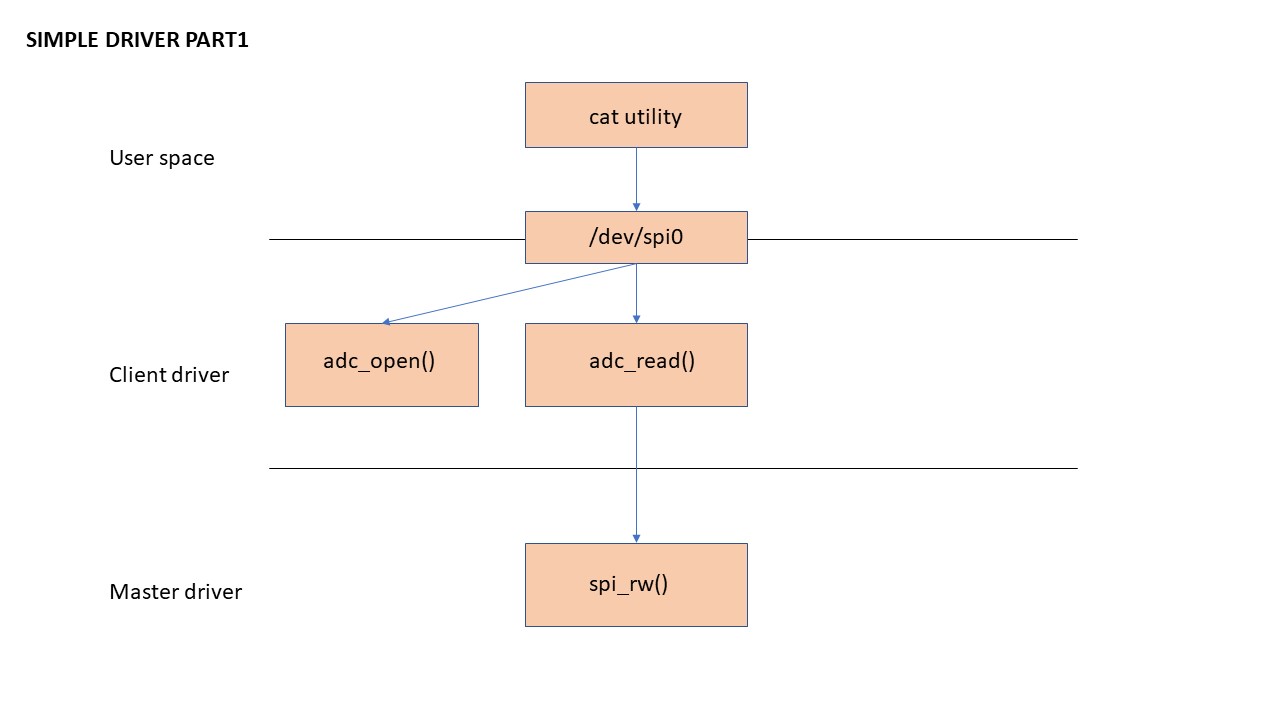 SIMPLE DRIVER PART1
cat utility
User space
/dev/spi0
adc_open()
adc_read()
Client driver
spi_rw()
Master driver